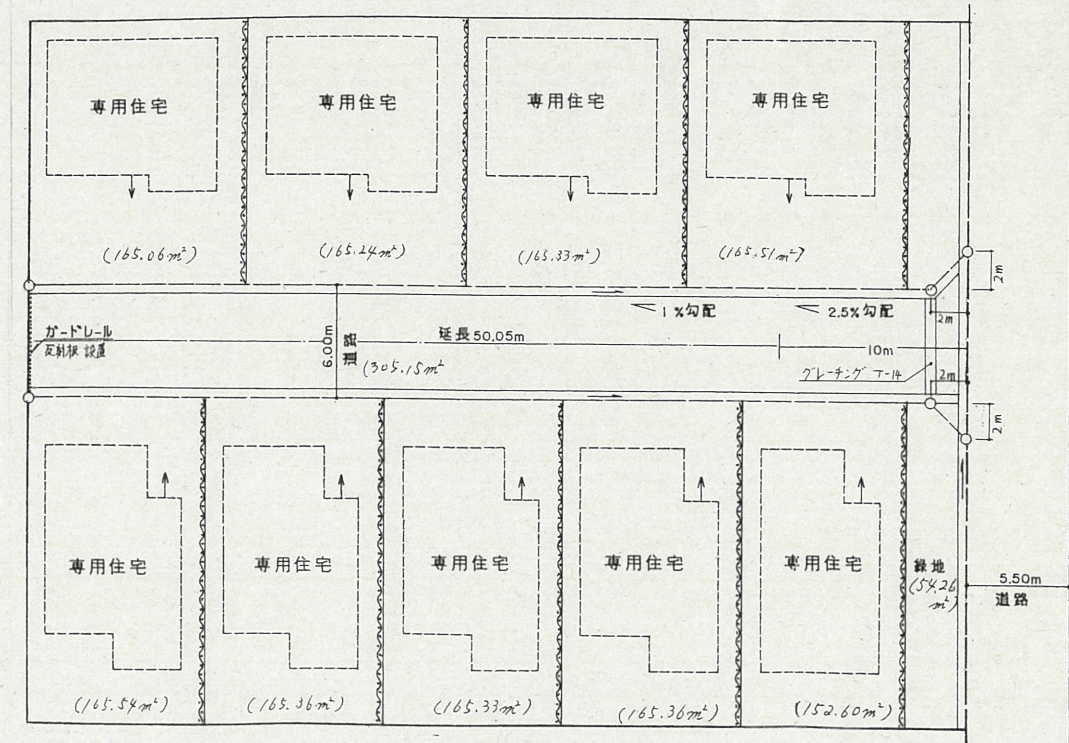 専用住宅
専用住宅
専用住宅
専用住宅
(165.06m²)
(165.24m²)
(165.33m²)
(165.51m²)
2m
1%勾配
2.5%勾配
2m
ガードレール
反射板 設置
6.00m
道路
延長50.05m
(305.15m²
10m
グレーチング T-14
2m
2m
専用住宅
専用住宅
専用住宅
専用住宅
専用住宅
緑地
(54.26
m²)
5.50m
道路
(165.54m²)
(165.36m²)
(165.33m²)
(165.36m²)
(152.60m²)